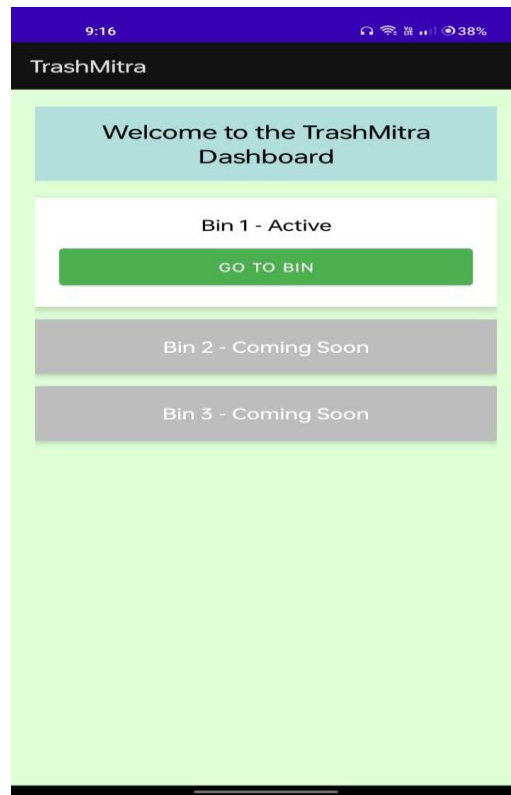 9:16
38%
TrashMitra
Welcome to the TrashMitra
Dashboard
Bin 1 - Active
GO TO BIN
Bin 2 - Coming Soon
Bin 3 - Coming Soon